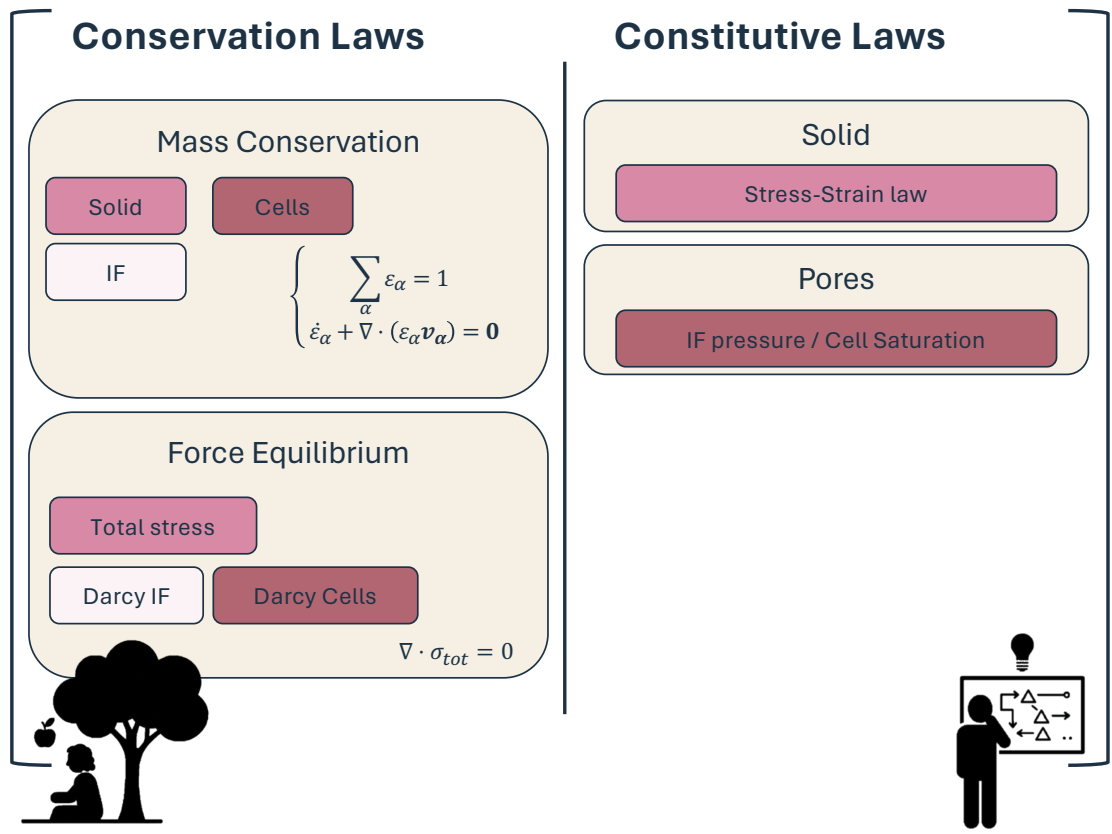 Conservation Laws
Mass Conservation
Solid
Cells
IF
∑_α ε_α = 1
ε̇_α + ∇ · (ε_α 𝒗_α) = 𝟎
Force Equilibrium
Total stress
Darcy IF
Darcy Cells
∇ · σ_tot = 0
Constitutive Laws
Solid
Stress-Strain law
Pores
IF pressure / Cell Saturation